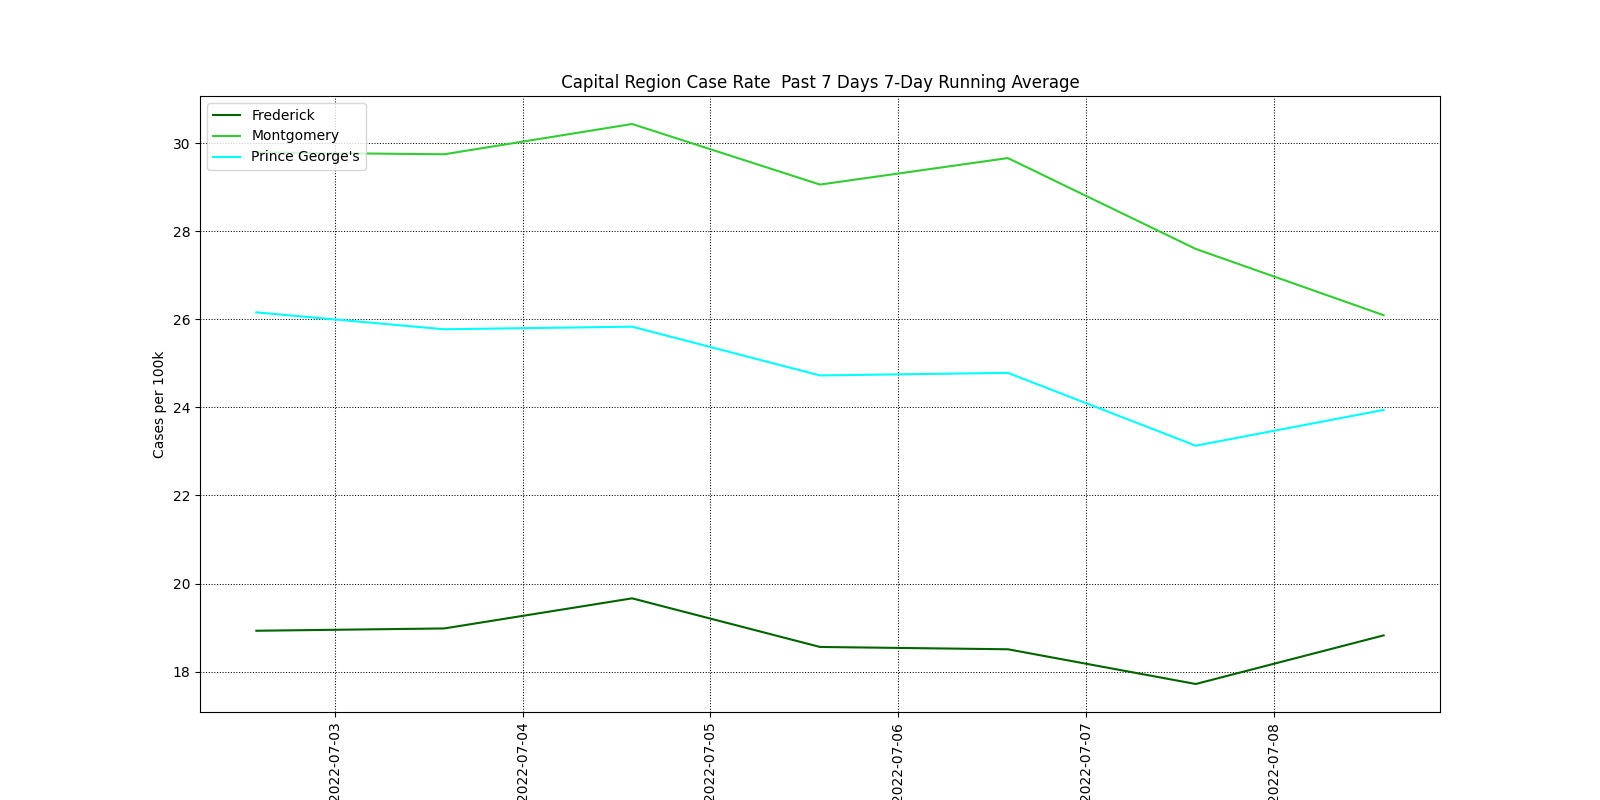 Capital Region Case Rate  Past 7 Days 7-Day Running Average
Frederick
Montgomery
Prince George's
Cases per 100k
30
28
26
24
22
20
18
2022-07-03
2022-07-04
2022-07-05
2022-07-06
2022-07-07
2022-07-08